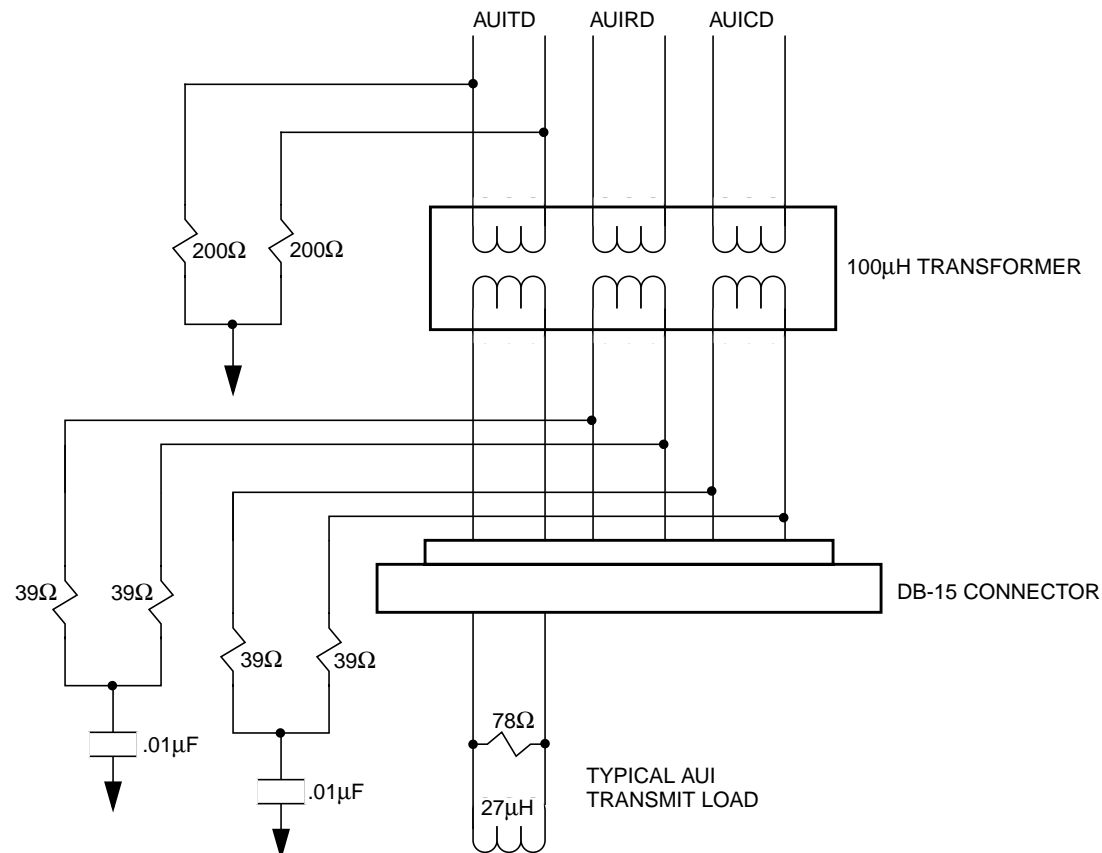 AUITD AUIRD AUICD
200Ω 200Ω
100μH TRANSFORMER
39Ω 39Ω
DB-15 CONNECTOR
39Ω 39Ω
78Ω
.01μF
TYPICAL AUI
TRANSMIT LOAD
.01μF
27μH